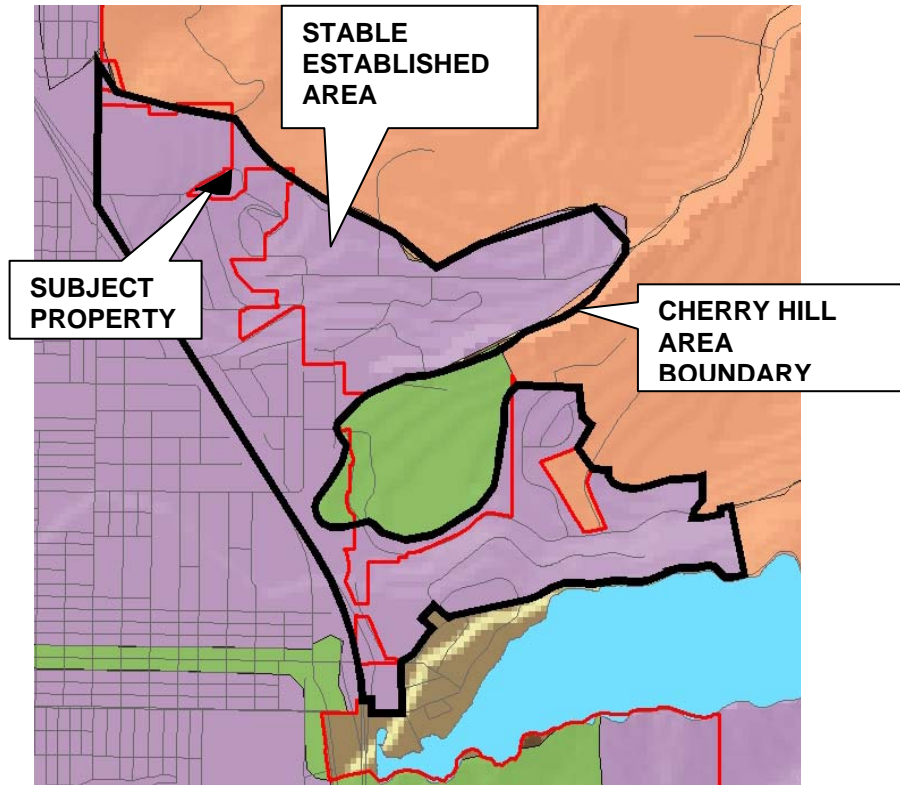 STABLE
ESTABLISHED
AREA
SUBJECT
PROPERTY
CHERRY HILL
AREA
BOUNDARY